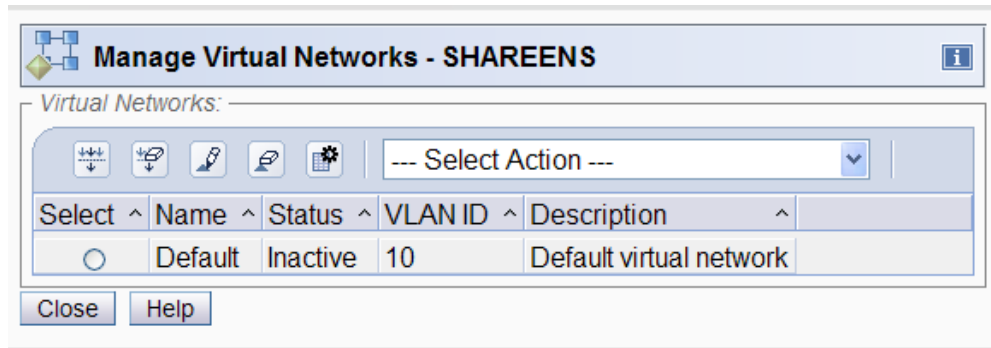 Manage Virtual Networks - SHAREENS
Virtual Networks:
--- Select Action ---
Select ^ Name ^ Status ^ VLAN ID ^ Description ^
Default Inactive 10 Default virtual network
Close Help